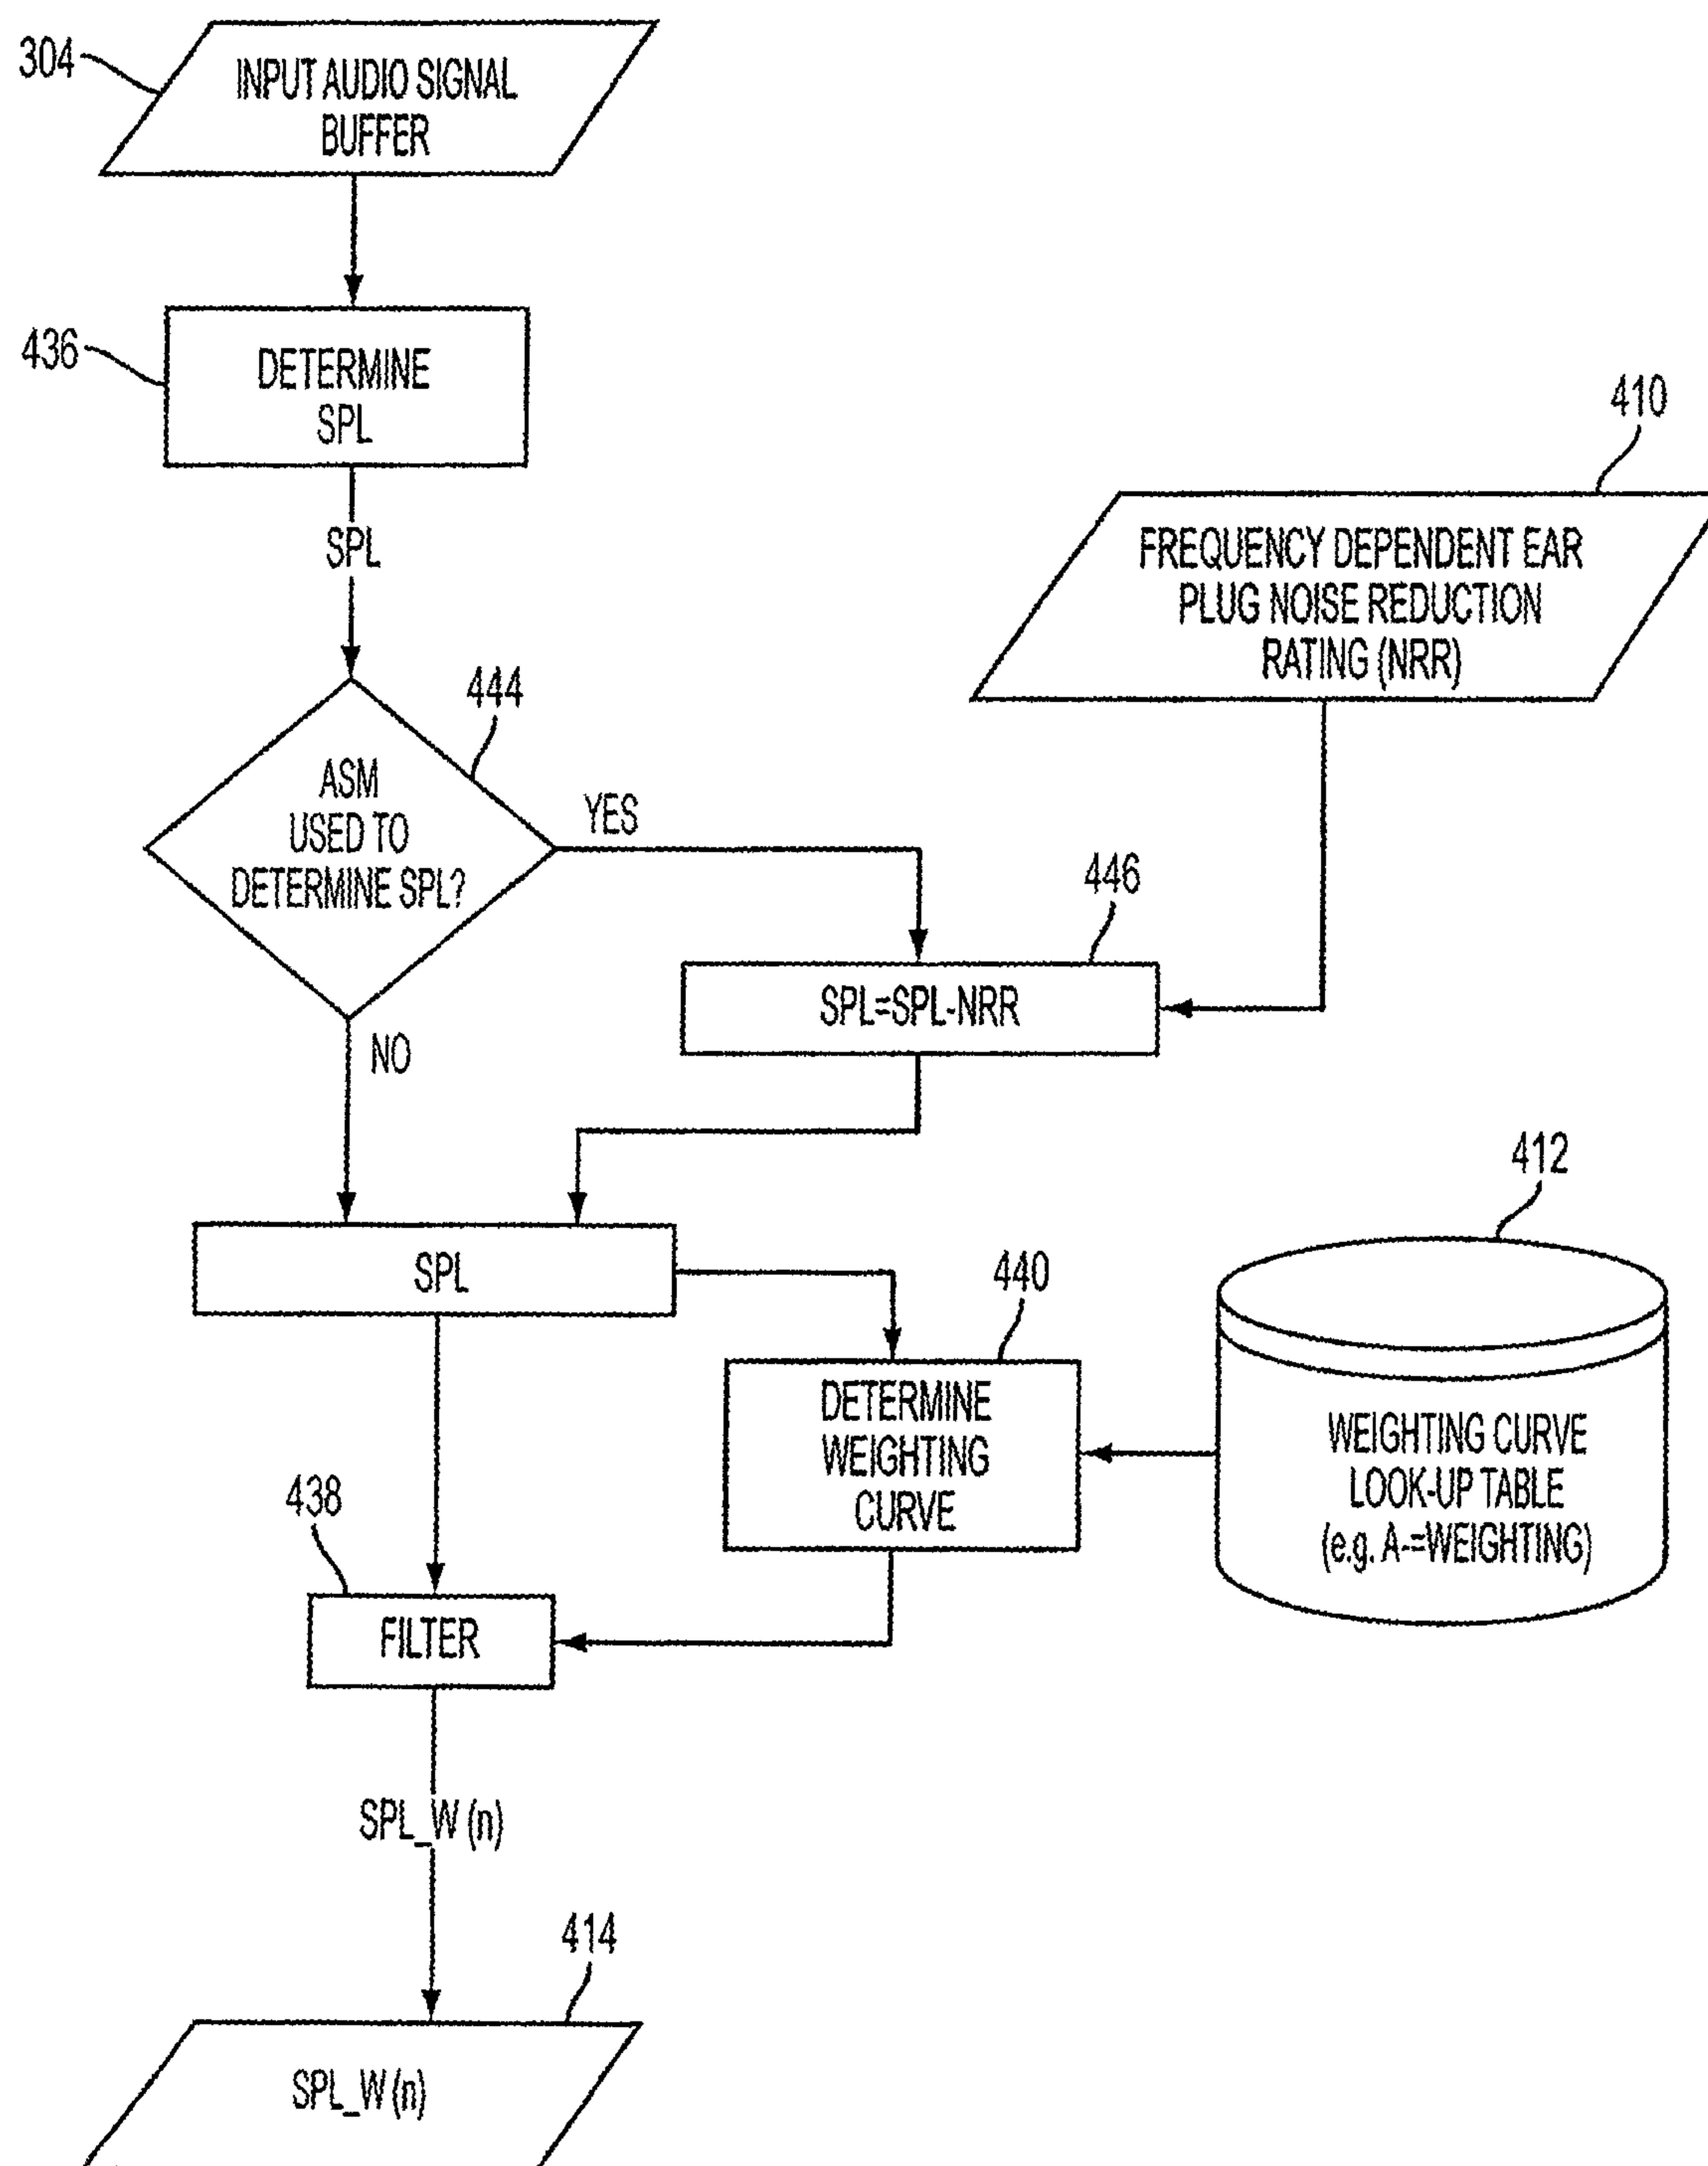 304
INPUT AUDIO SIGNAL
BUFFER
436
DETERMINE
SPL
SPL
410
FREQUENCY DEPENDENT EAR
PLUG NOISE REDUCTION
RATING (NRR)
444
ASM
USED TO
DETERMINE SPL?
YES
NO
446
SPL=SPL-NRR
SPL
412
440
DETERMINE
WEIGHTING
CURVE
WEIGHTING CURVE
LOOK-UP TABLE
(e.g. A-=WEIGHTING)
438
FILTER
SPL_W (n)
414
SPL_W (n)